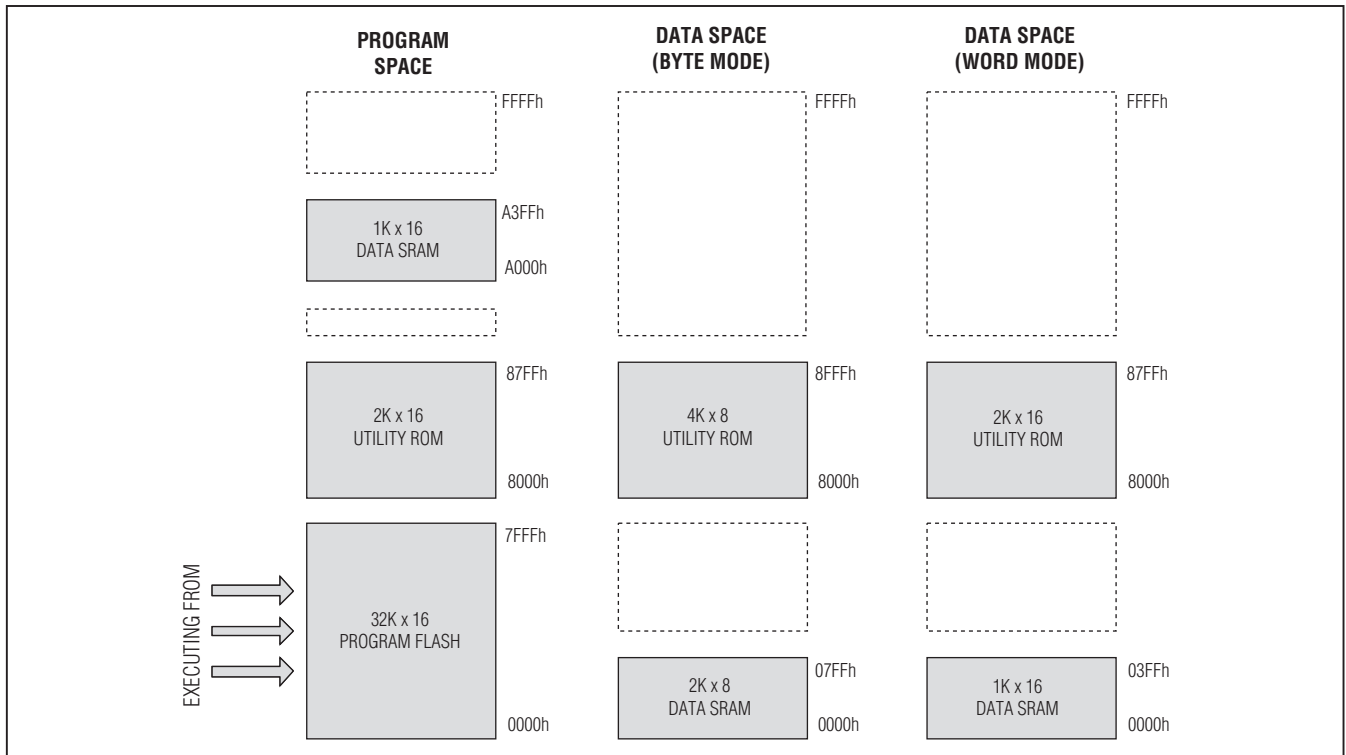 PROGRAM
SPACE
DATA SPACE
(BYTE MODE)
DATA SPACE
(WORD MODE)
FFFFh
FFFFh
FFFFh
A3FFh
1K x 16
DATA SRAM
A000h
87FFh
2K x 16
UTILITY ROM
8000h
8FFFh
4K x 8
UTILITY ROM
8000h
87FFh
2K x 16
UTILITY ROM
8000h
EXECUTING FROM
7FFFh
32K x 16
PROGRAM FLASH
0000h
07FFh
2K x 8
DATA SRAM
0000h
03FFh
1K x 16
DATA SRAM
0000h